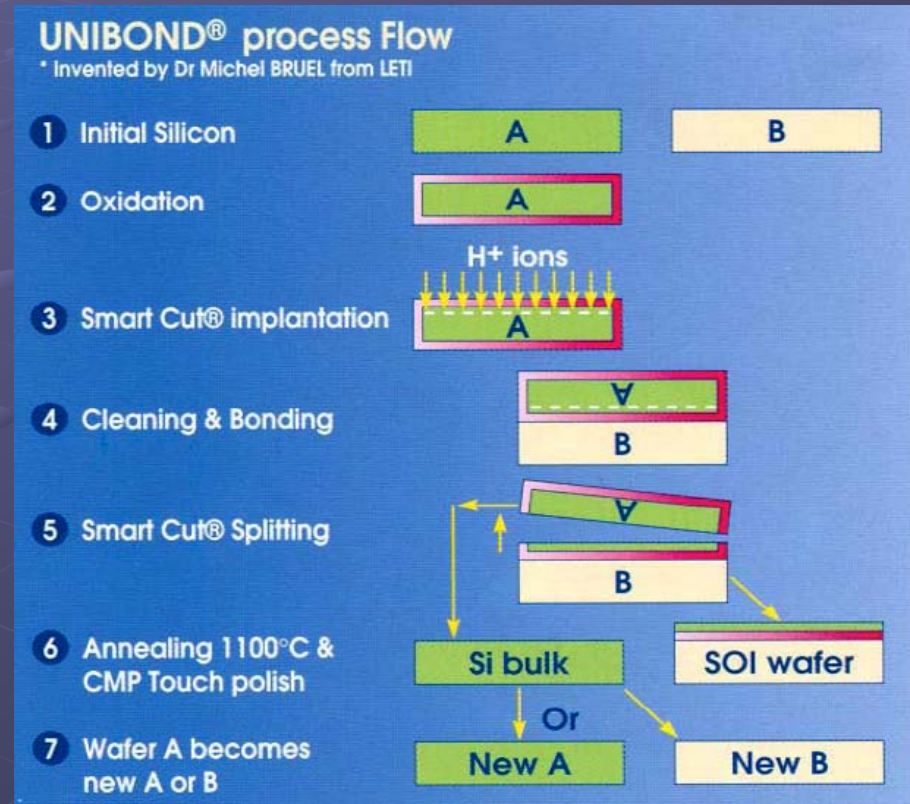 UNIBOND® process Flow
* Invented by Dr Michel BRUEL from LETI
1 Initial Silicon
A
B
2 Oxidation
A
H+ ions
3 Smart Cut® implantation
A
4 Cleaning & Bonding
A
B
5 Smart Cut® Splitting
A
B
6 Annealing 1100°C &
CMP Touch polish
Si bulk
SOI wafer
Or
7 Wafer A becomes
new A or B
New A
New B